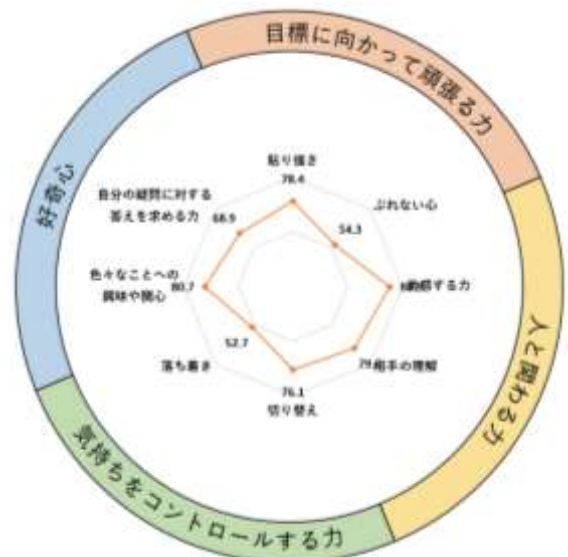 目標に向かって頑張る力
人と関わる力
気持ちをコントロールする力
好奇心
粘り強さ
78.4
ぶれない心
54.3
する力
79
相手の理解
76.1
切り替え
落ち着き
52.7
色々なことへの
興味や関心
80.7
自分の疑問に対する
答えを求める力
68.9